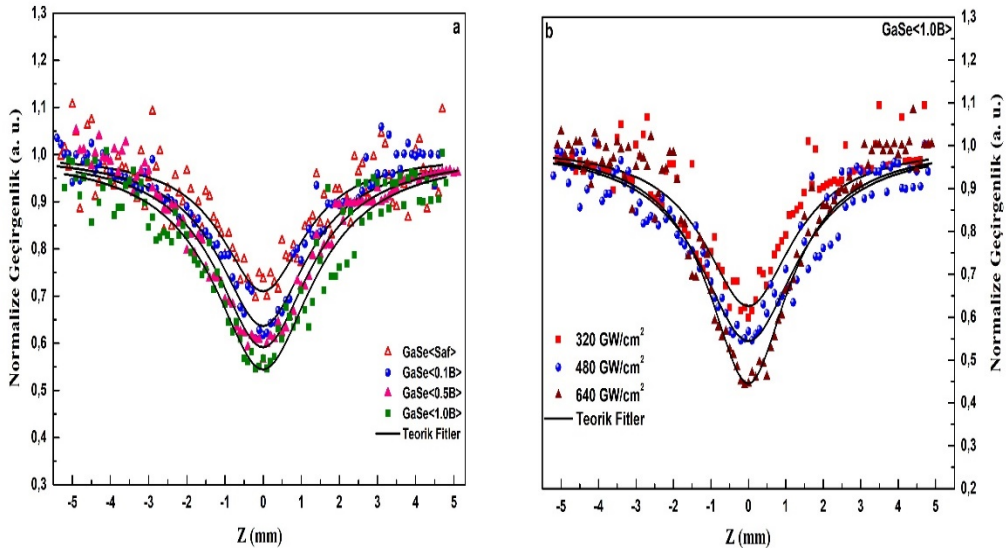 a
Normalize Geçirgenlik (a. u.)
1,3
1,2
1,1
1,0
0,9
0,8
0,7
0,6
0,5
0,4
0,3
GaSe<Saf>
GaSe<0.1B>
GaSe<0.5B>
GaSe<1.0B>
Teorik Fitler
-5 -4 -3 -2 -1 0 1 2 3 4 5
Z (mm)
b
GaSe<1.0B>
320 GW/cm²
480 GW/cm²
640 GW/cm²
Teorik Fitler
1,3
1,2
1,1
1,0
0,9
0,8
0,7
0,6
0,5
0,4
0,3
0,2
Normalize Geçirgenlik (a. u.)
-5 -4 -3 -2 -1 0 1 2 3 4 5
Z (mm)